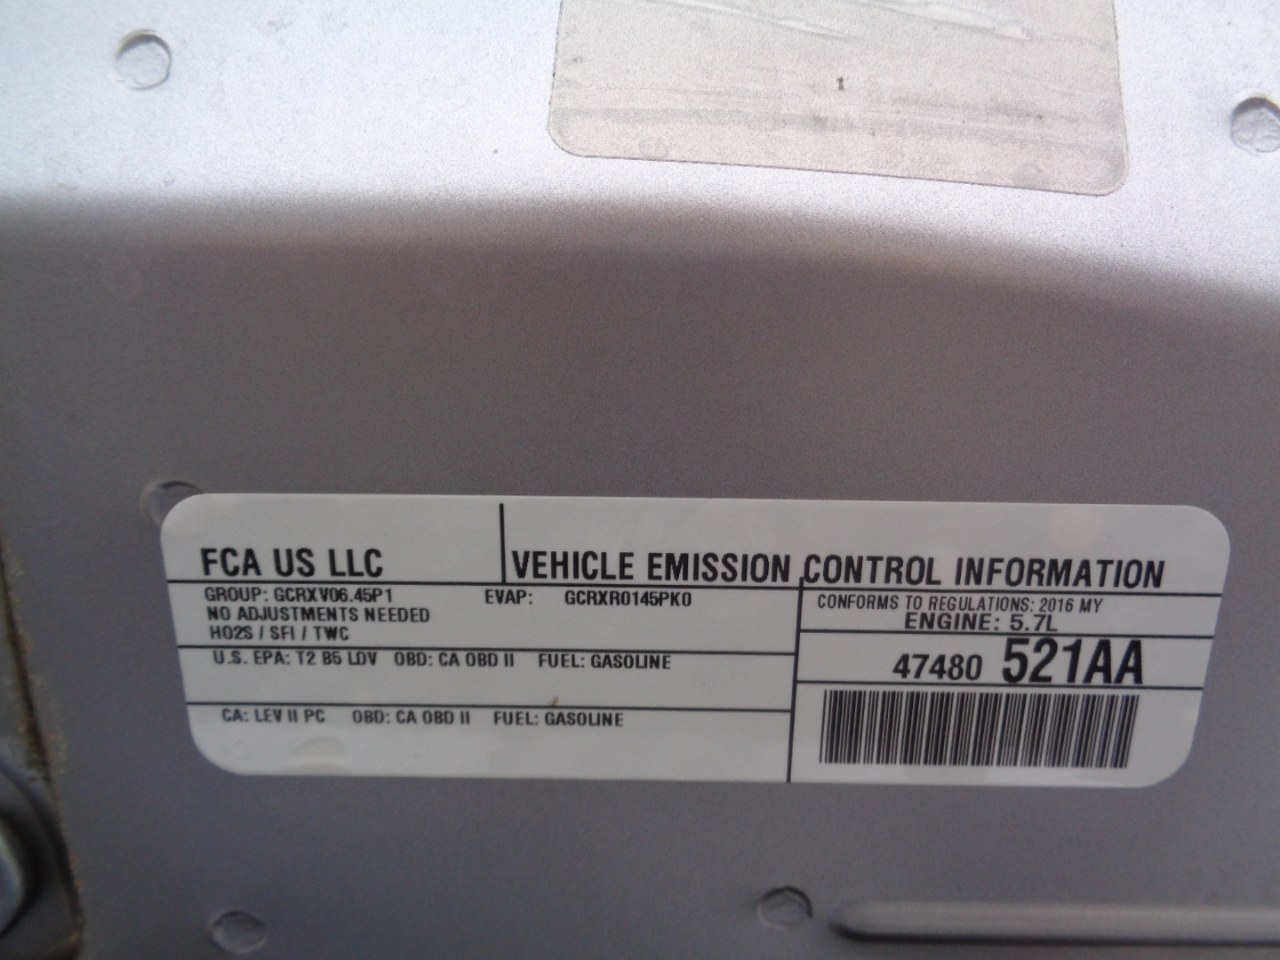 FCA US LLC
VEHICLE EMISSION CONTROL INFORMATION
GROUP: GCRXV06.45P1 EVAP: GCRXR0145PK0
NO ADJUSTMENTS NEEDED
HO2S / SFI / TWC
U.S. EPA: T2 B5 LDV OBD: CA OBD II FUEL: GASOLINE
CA: LEV II PC OBD: CA OBD II FUEL: GASOLINE
CONFORMS TO REGULATIONS: 2016 MY
ENGINE: 5.7L
47480 521AA